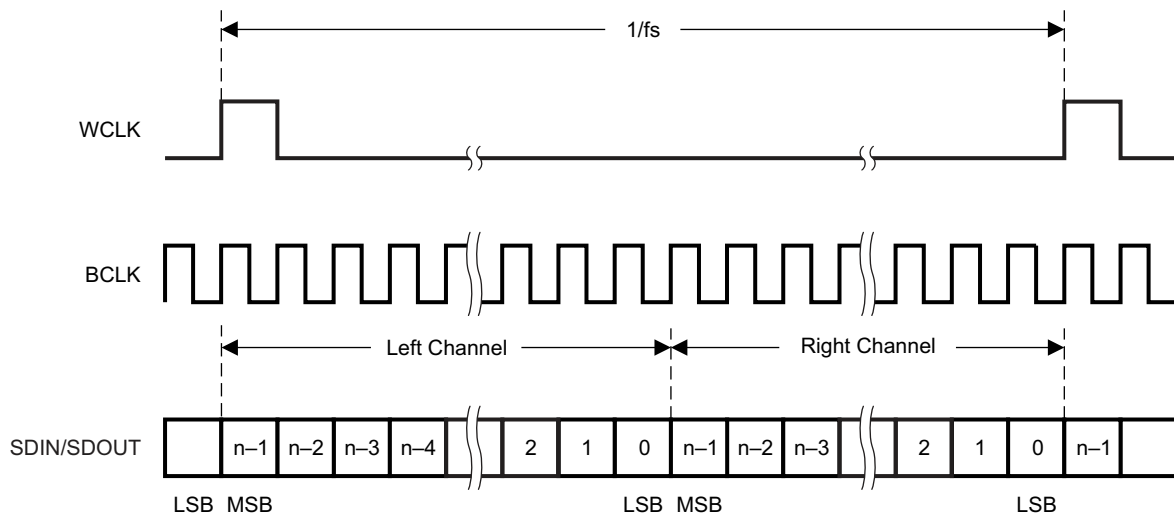 1/fs
WCLK
BCLK
Left Channel Right Channel
SDIN/SDOUT n–1 n–2 n–3 n–4 2 1 0 n–1 n–2 n–3 2 1 0 n–1
LSB MSB LSB MSB LSB